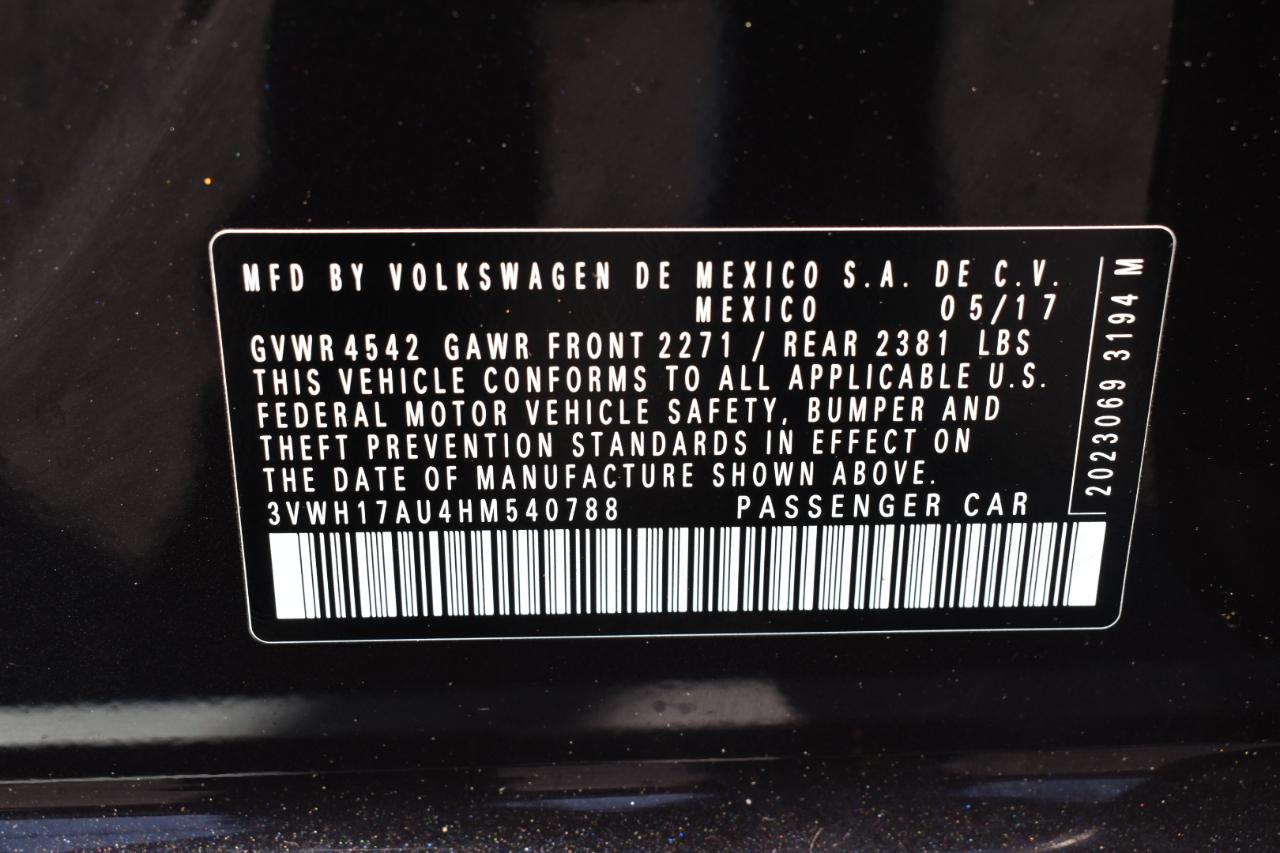 MFD BY VOLKSWAGEN DE MEXICO S.A. DE C.V.
MEXICO 05/17
GVWR 4542 GAWR FRONT 2271 / REAR 2381 LBS
THIS VEHICLE CONFORMS TO ALL APPLICABLE U.S.
FEDERAL MOTOR VEHICLE SAFETY, BUMPER AND
THEFT PREVENTION STANDARDS IN EFFECT ON
THE DATE OF MANUFACTURE SHOWN ABOVE.
3VWH17AU4HM540788 PASSENGER CAR
2023069 3194 M